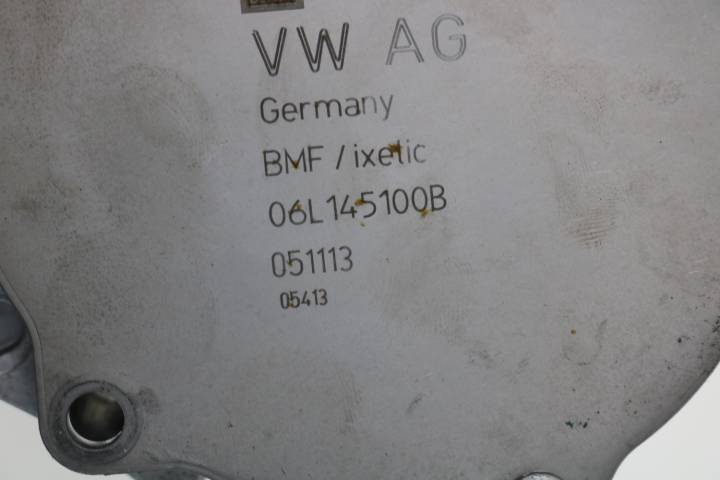 VW AG
Germany
BMF / ixetic
06L145100B
051113
05413